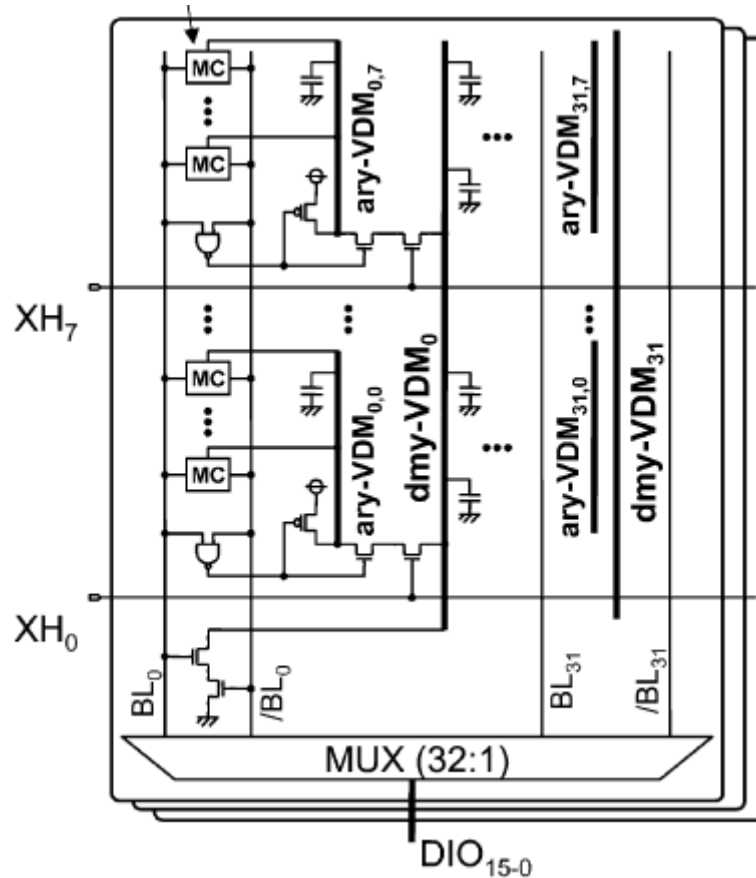 MC
MC
ary-VDM0,7
ary-VDM31,7
XH7
MC
MC
ary-VDM0,0
dmy-VDM0
ary-VDM31,0
dmy-VDM31
XH0
BL0
/BL0
BL31
/BL31
MUX (32:1)
DIO15-0